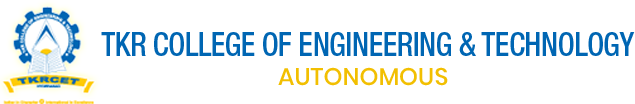 TKR COLLEGE OF ENGINEERING & TECHNOLOGY
AUTONOMOUS
TKRCET